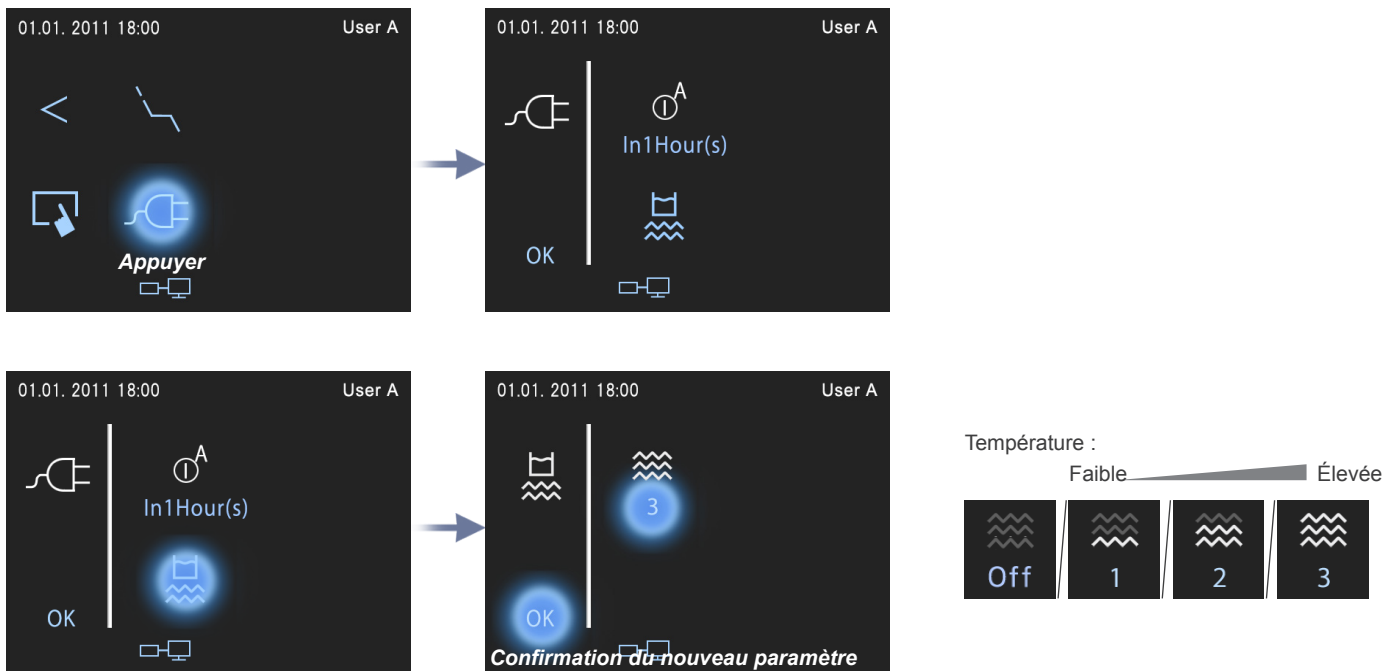 01.01. 2011 18:00 User A
<
Appuyer
01.01. 2011 18:00 User A
A
In1Hour(s)
OK
01.01. 2011 18:00 User A
A
In1Hour(s)
OK
01.01. 2011 18:00 User A
3
OK
Confirmation du nouveau paramètre
Température :
Faible Élevée
Off 1 2 3